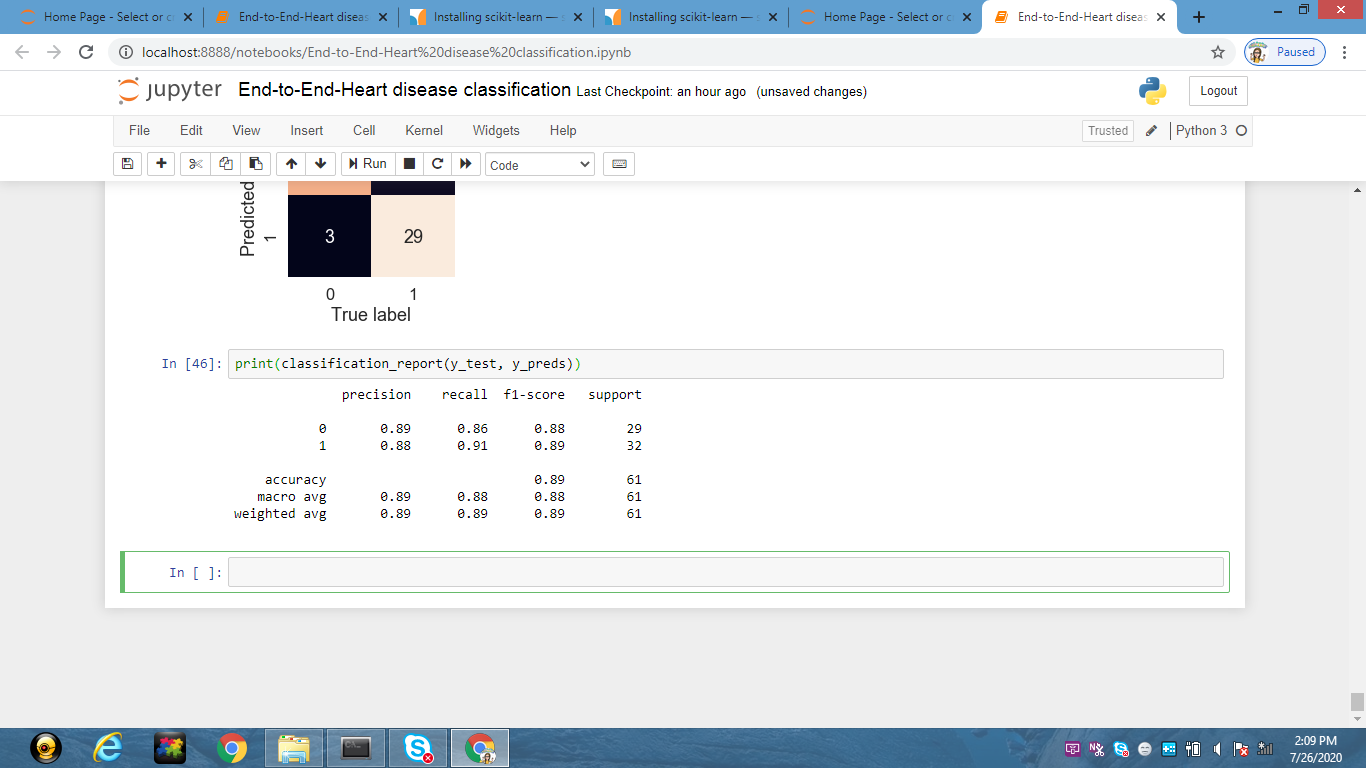 Home Page - Select or c
End-to-End-Heart diseas
Installing scikit-learn — s
Installing scikit-learn — s
Home Page - Select or c
End-to-End-Heart diseas
localhost:8888/notebooks/End-to-End-Heart%20disease%20classification.ipynb
Paused
jupyter End-to-End-Heart disease classification Last Checkpoint: an hour ago (unsaved changes)
Logout
File Edit View Insert Cell Kernel Widgets Help
Trusted
Python 3
Run
Code
Predicted
1
3 29
0 1
True label
In [46]: print(classification_report(y_test, y_preds))
precision recall f1-score support
0 0.89 0.86 0.88 29
1 0.88 0.91 0.89 32
accuracy 0.89 61
macro avg 0.89 0.88 0.88 61
weighted avg 0.89 0.89 0.89 61
In [ ]:
2:09 PM
7/26/2020